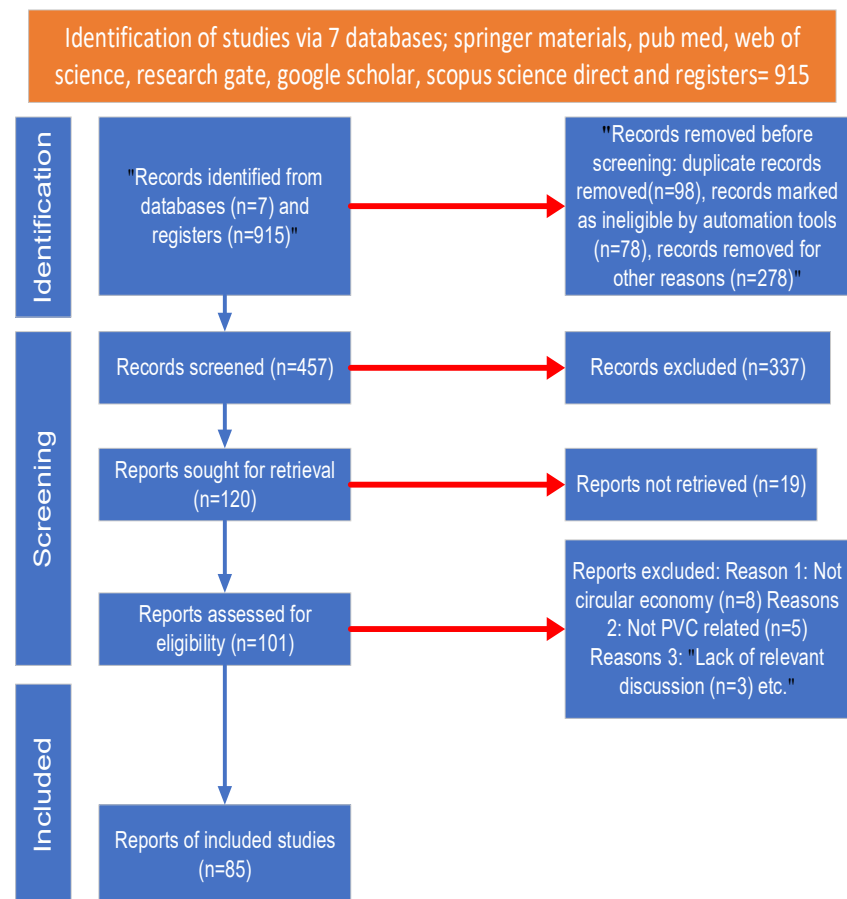 Identification of studies via 7 databases; springer materials, pub med, web of
science, research gate, google scholar, scopus science direct and registers= 915
Identification
"Records identified from
databases (n=7) and
registers (n=915)"
"Records removed before
screening: duplicate records
removed(n=98), records marked
as ineligible by automation tools
(n=78), records removed for
other reasons (n=278)"
Screening
Records screened (n=457)
Records excluded (n=337)
Reports sought for retrieval
(n=120)
Reports not retrieved (n=19)
Reports assessed for
eligibility (n=101)
Reports excluded: Reason 1: Not
circular economy (n=8) Reasons
2: Not PVC related (n=5)
Reasons 3: "Lack of relevant
discussion (n=3) etc."
Included
Reports of included studies
(n=85)